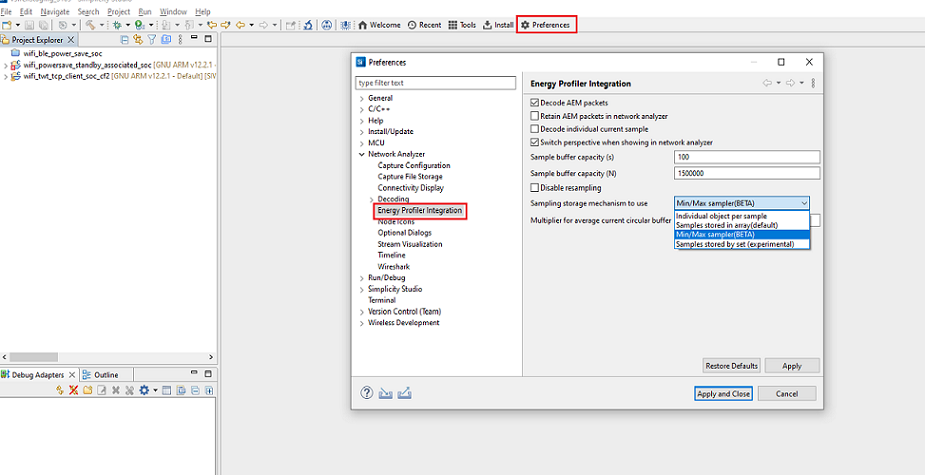 Simplicity Studio
File Edit Navigate Search Project Run Window Help
Welcome Recent Tools Install Preferences
Project Explorer
wifi_ble_power_save_soc
wifi_powersave_standby_associated_soc [GNU ARM v12.2.1 -
wifi_twt_tcp_client_soc_cf2 [GNU ARM v12.2.1 - Default] [SiW
Debug Adapters
Outline
Preferences
type filter text
General
C/C++
Help
Install/Update
MCU
Network Analyzer
Capture Configuration
Capture File Storage
Connectivity Display
Decoding
Energy Profiler Integration
Node Icons
Optional Dialogs
Stream Visualization
Timeline
Wireshark
Run/Debug
Simplicity Studio
Terminal
Version Control (Team)
Wireless Development
Energy Profiler Integration
Decode AEM packets
Retain AEM packets in network analyzer
Decode individual current sample
Switch perspective when showing in network analyzer
Sample buffer capacity (s) 100
Sample buffer capacity (N) 1500000
Disable resampling
Sampling storage mechanism to use Min/Max sampler(BETA)
Individual object per sample
Samples stored in array(default)
Min/Max sampler(BETA)
Samples stored by set (experimental)
Multiplier for average current circular buffer
Restore Defaults Apply
Apply and Close Cancel